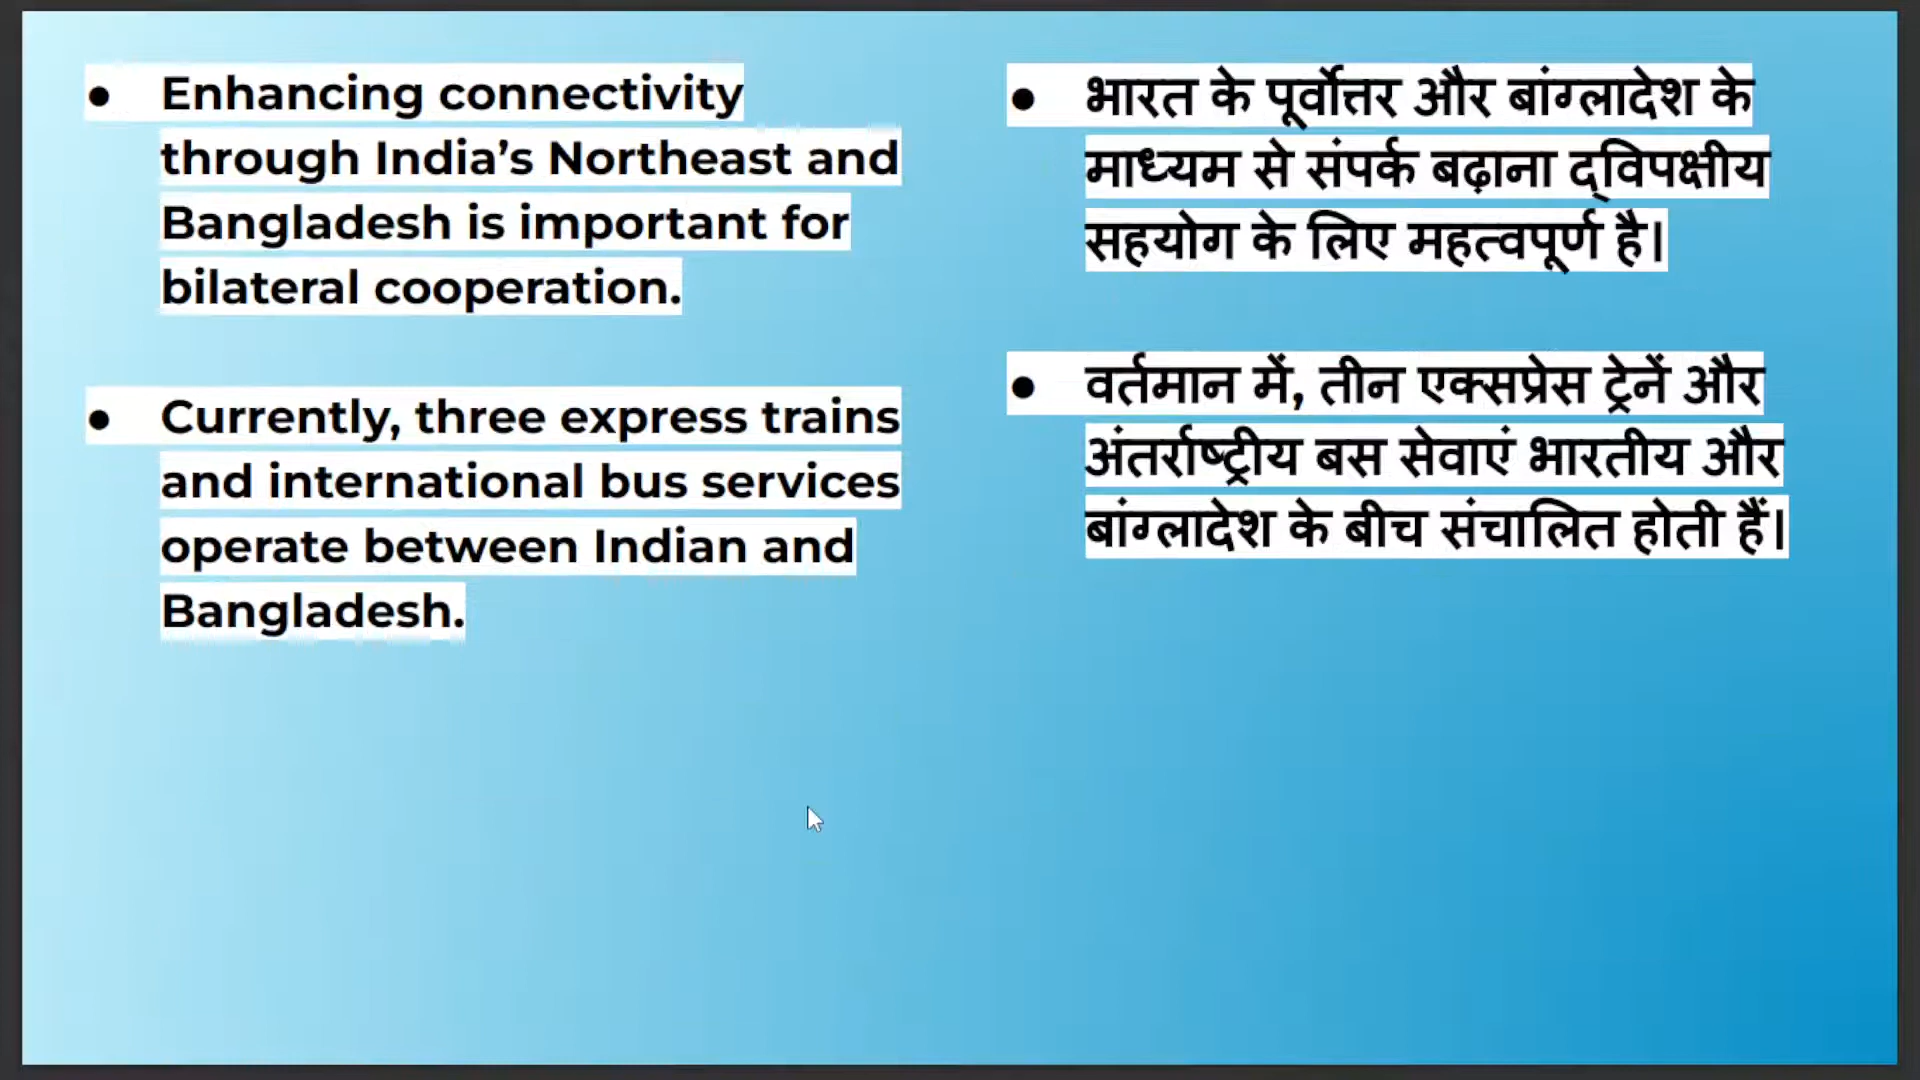 ● Enhancing connectivity
through India’s Northeast and
Bangladesh is important for
bilateral cooperation.
● Currently, three express trains
and international bus services
operate between Indian and
Bangladesh.
● भारत के पूर्वोत्तर और बांग्लादेश के
माध्यम से संपर्क बढ़ाना द्विपक्षीय
सहयोग के लिए महत्वपूर्ण है।
● वर्तमान में, तीन एक्सप्रेस ट्रेनें और
अंतर्राष्ट्रीय बस सेवाएं भारतीय और
बांग्लादेश के बीच संचालित होती हैं।